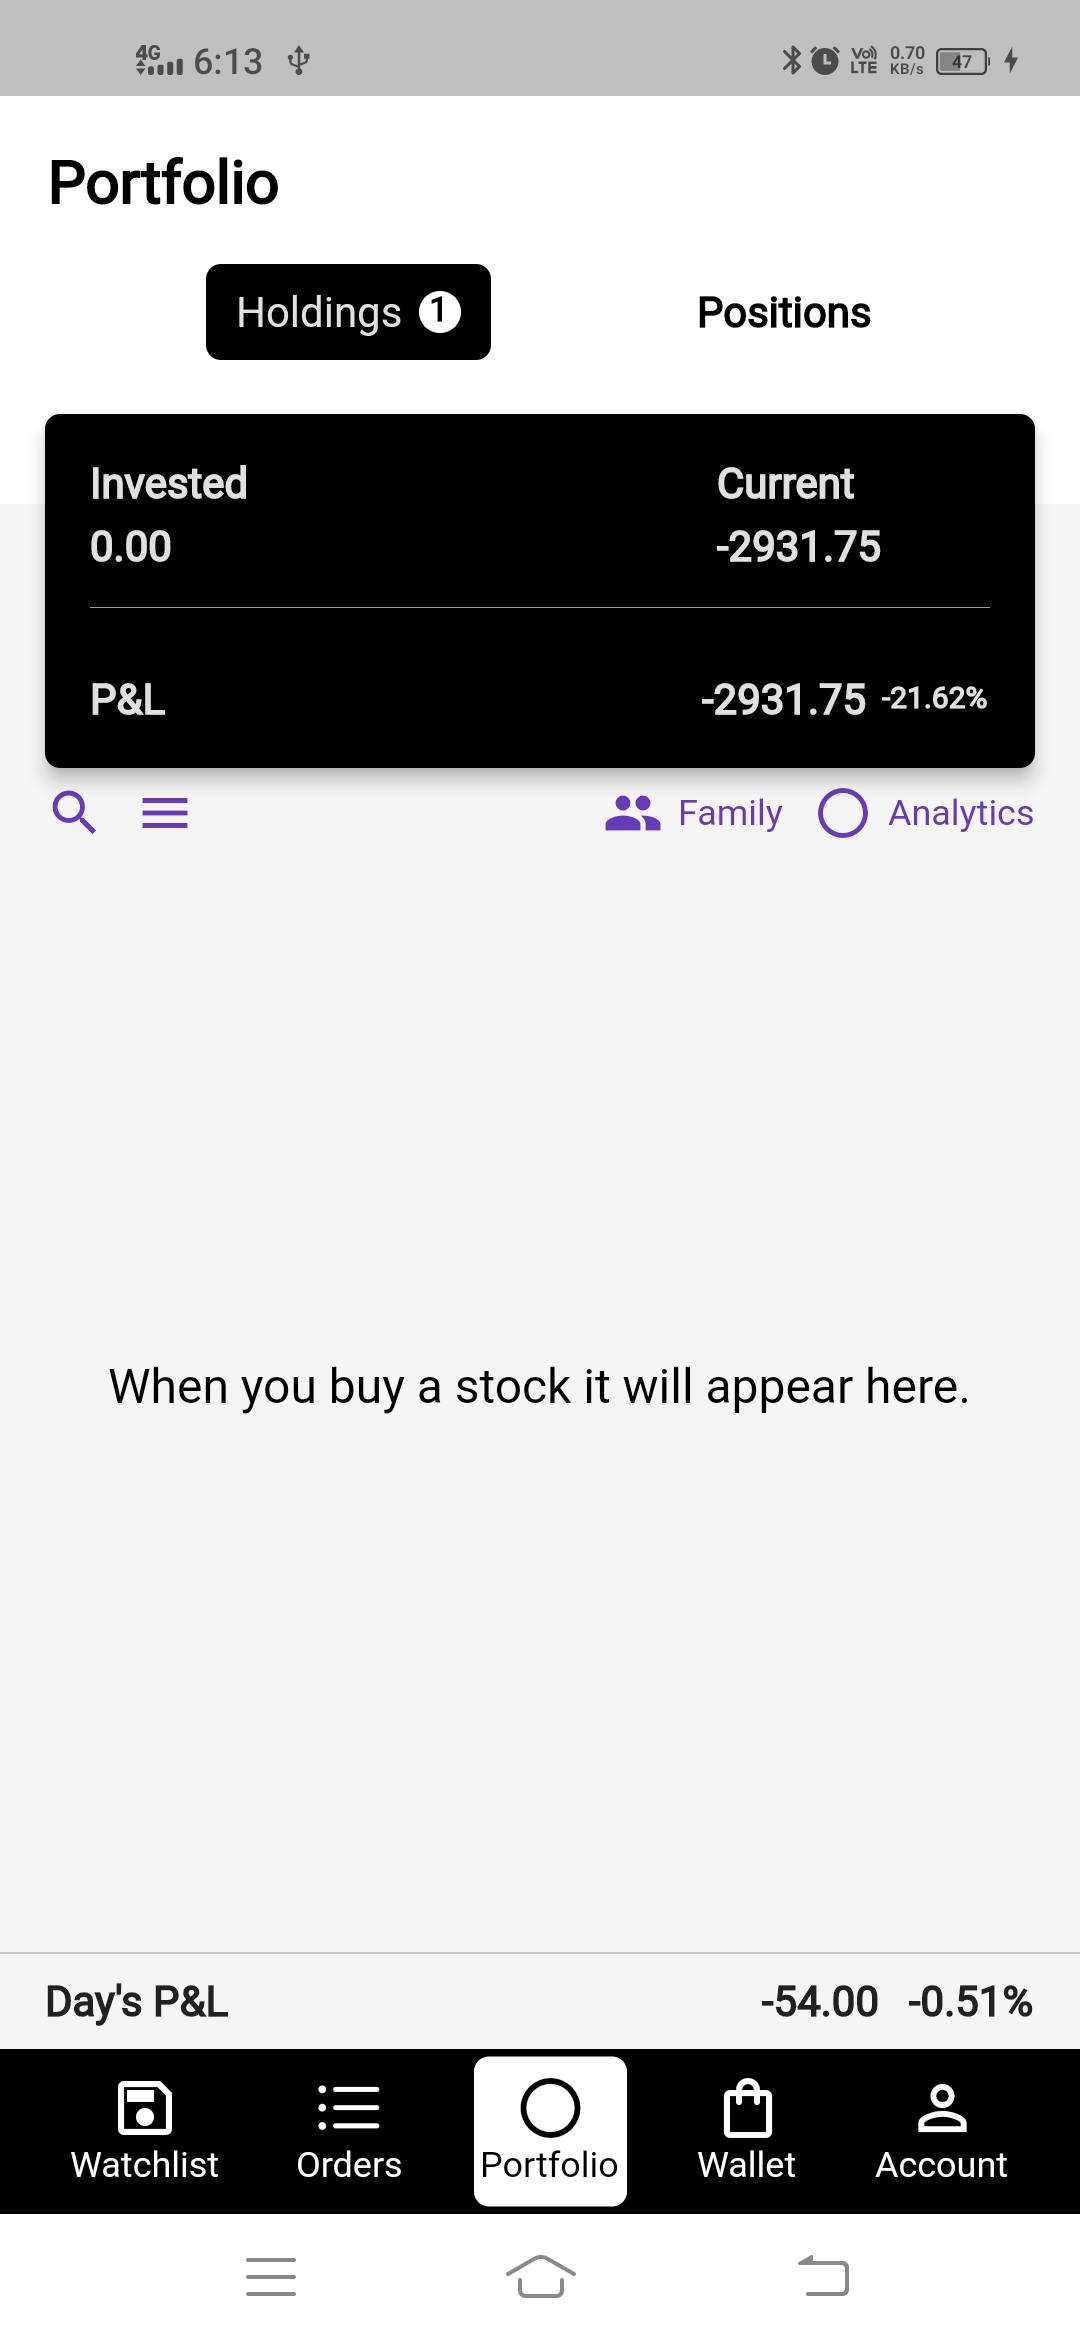 4G 6:13 Vo)) LTE 0.70 KB/s 47
Portfolio
Holdings 1 Positions
Invested Current
0.00 -2931.75
P&L -2931.75 -21.62%
Family Analytics
When you buy a stock it will appear here.
Day's P&L -54.00 -0.51%
Watchlist Orders Portfolio Wallet Account